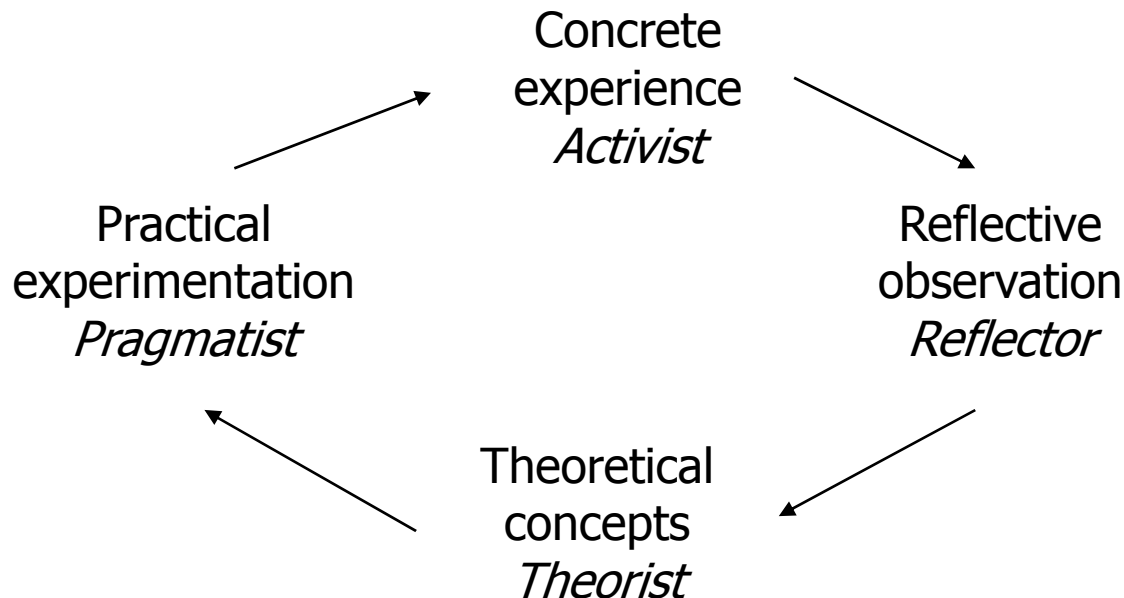 Concrete
experience
Activist
Practical
experimentation
Pragmatist
Reflective
observation
Reflector
Theoretical
concepts
Theorist